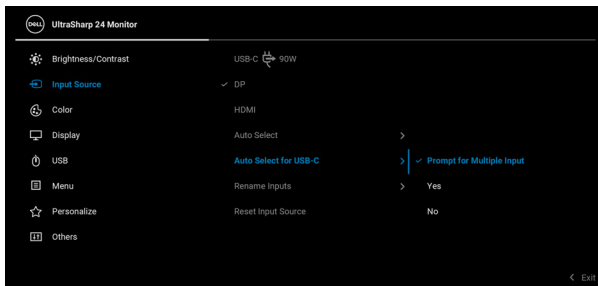 DELL UltraSharp 24 Monitor
Brightness/Contrast
USB-C 90W
Input Source
DP
Color
HDMI
Display
Auto Select
USB
Auto Select for USB-C
Prompt for Multiple Input
Menu
Rename Inputs
Yes
Personalize
Reset Input Source
No
Others
Exit